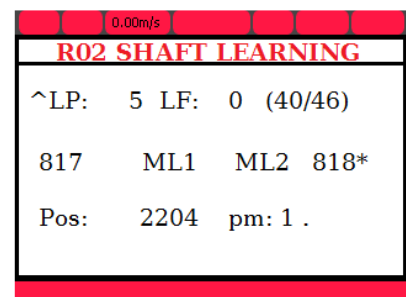 0.00m/s
R02 SHAFT LEARNING
^LP: 5 LF: 0 (40/46)
817 ML1 ML2 818*
Pos: 2204 pm: 1 .